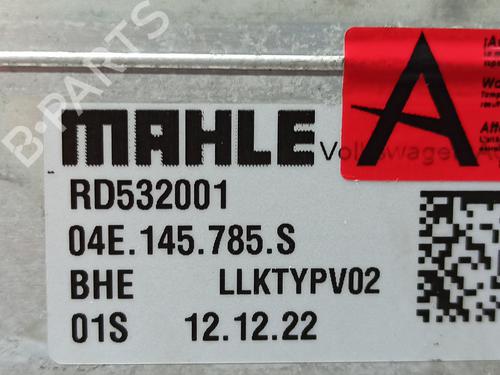 MAHLE
Volkswagen
A
RD532001
04E.145.785.S
BHE LLKTYPV02
01S 12.12.22
B-PARTS